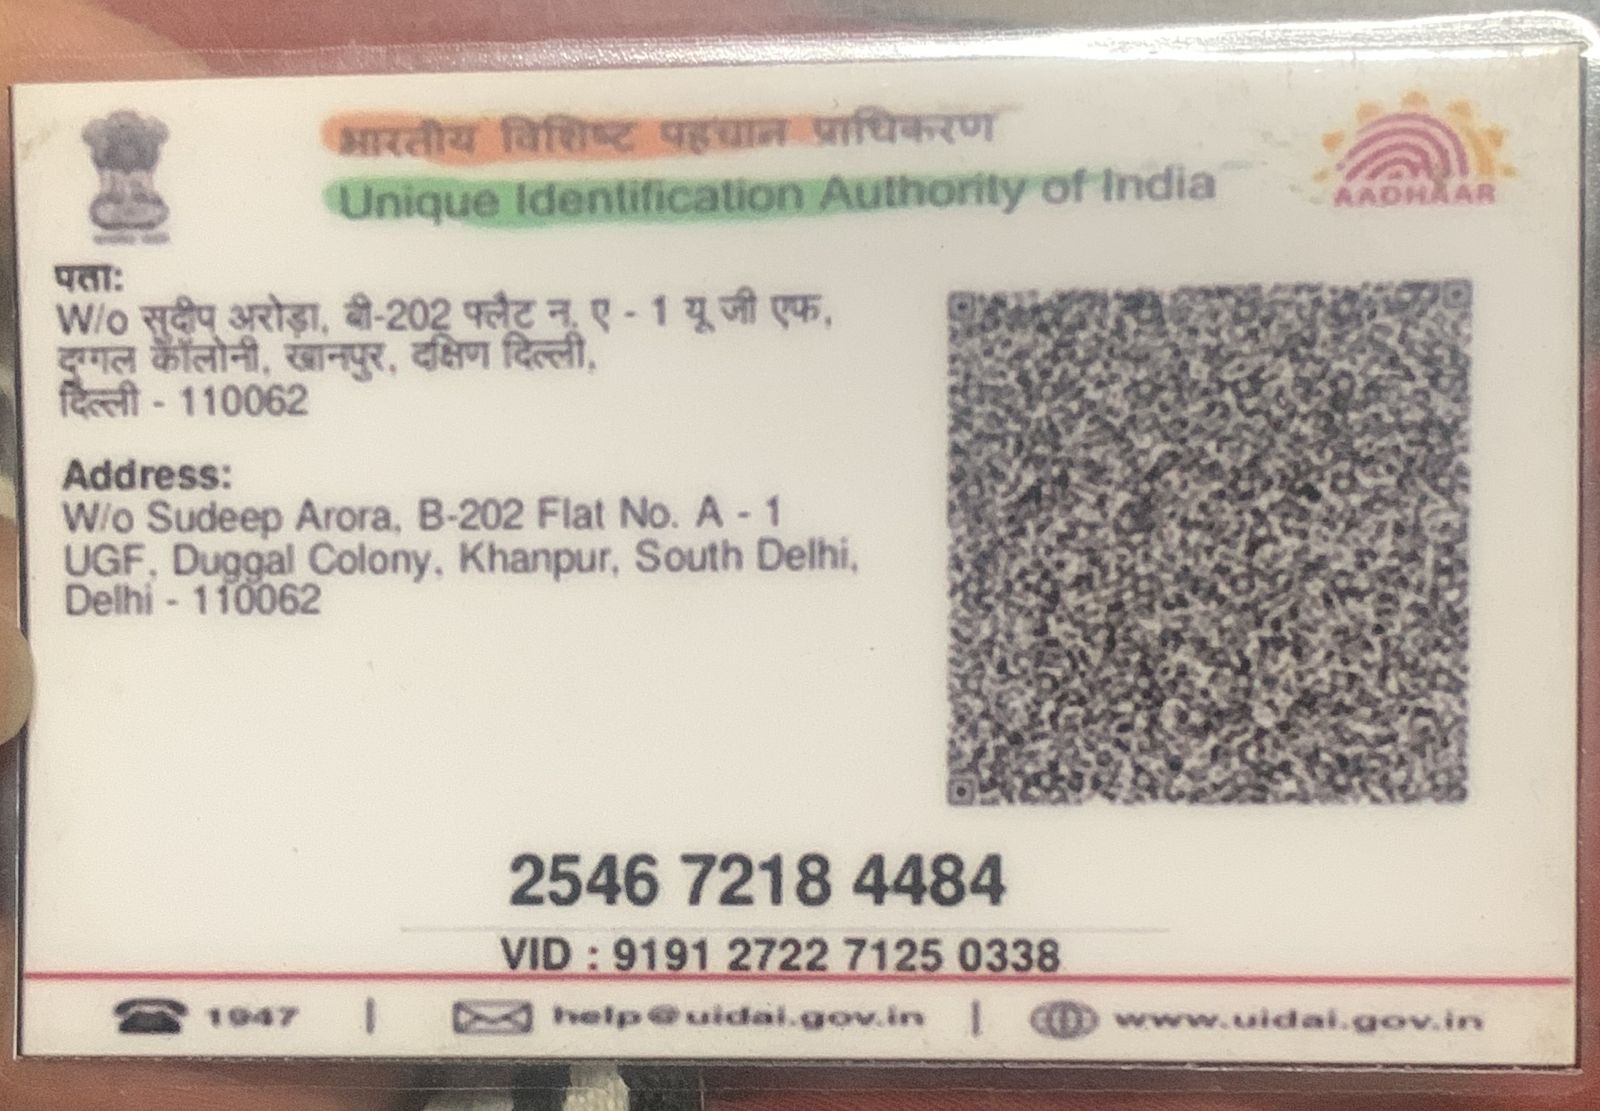 भारतीय विशिष्ट पहचान प्राधिकरण
Unique Identification Authority of India
AADHAAR
पता:
W/o सुदीप अरोड़ा, बी-202 फ्लैट न. ए - 1 यू जी एफ,
दुग्गल कॉलोनी, खानपुर, दक्षिण दिल्ली,
दिल्ली - 110062
Address:
W/o Sudeep Arora, B-202 Flat No. A - 1
UGF, Duggal Colony, Khanpur, South Delhi,
Delhi - 110062
2546 7218 4484
VID : 9191 2722 7125 0338
1947 | help@uidai.gov.in | www.uidai.gov.in